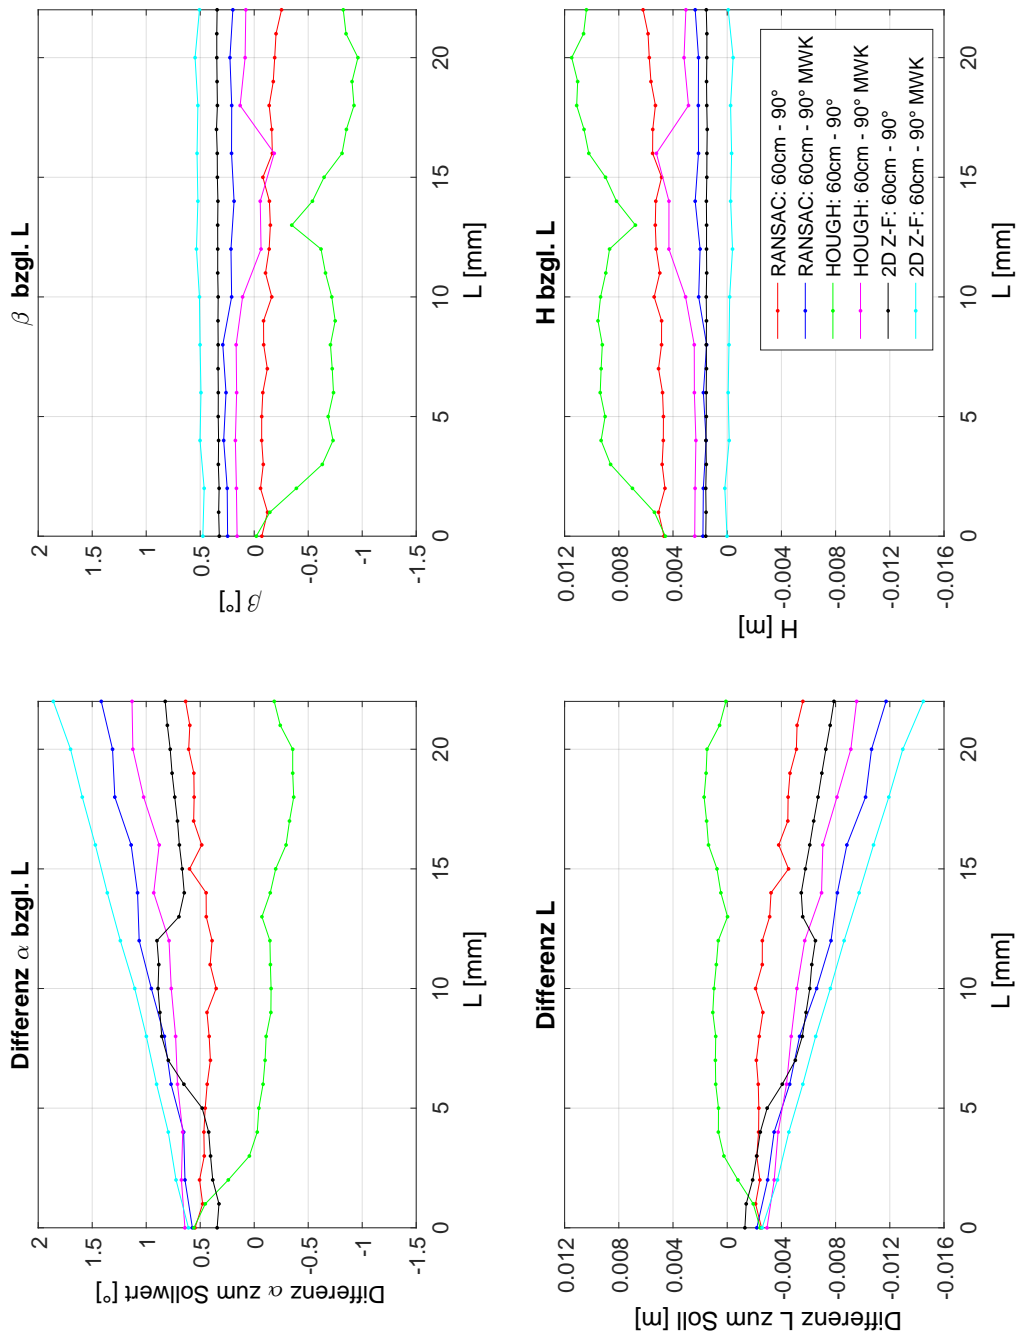 Differenz α bzgl. L
Differenz α zum Sollwert [°]
2
1.5
1
0.5
0
-0.5
-1
-1.5
0
5
10
15
20
L [mm]
β bzgl. L
β [°]
2
1.5
1
0.5
0
-0.5
-1
-1.5
0
5
10
15
20
L [mm]
Differenz L
Differenz L zum Soll [m]
0.012
0.008
0.004
0
-0.004
-0.008
-0.012
-0.016
0
5
10
15
20
L [mm]
H bzgl. L
H [m]
0.012
0.008
0.004
0
-0.004
-0.008
-0.012
-0.016
0
5
10
15
20
L [mm]
RANSAC: 60cm - 90°
RANSAC: 60cm - 90° MWK
HOUGH: 60cm - 90°
HOUGH: 60cm - 90° MWK
2D Z-F: 60cm - 90°
2D Z-F: 60cm - 90° MWK